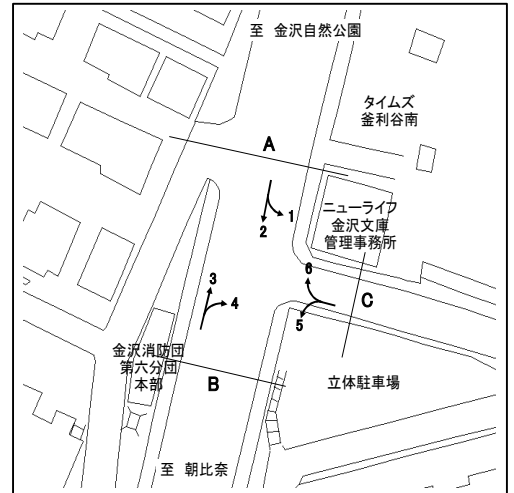 至 金沢自然公園
タイムズ
釜利谷南
A
1
2
ニューライフ
金沢文庫
管理事務所
6
3
4
C
5
金沢消防団
第六分団
本部
B
立体駐車場
至 朝比奈